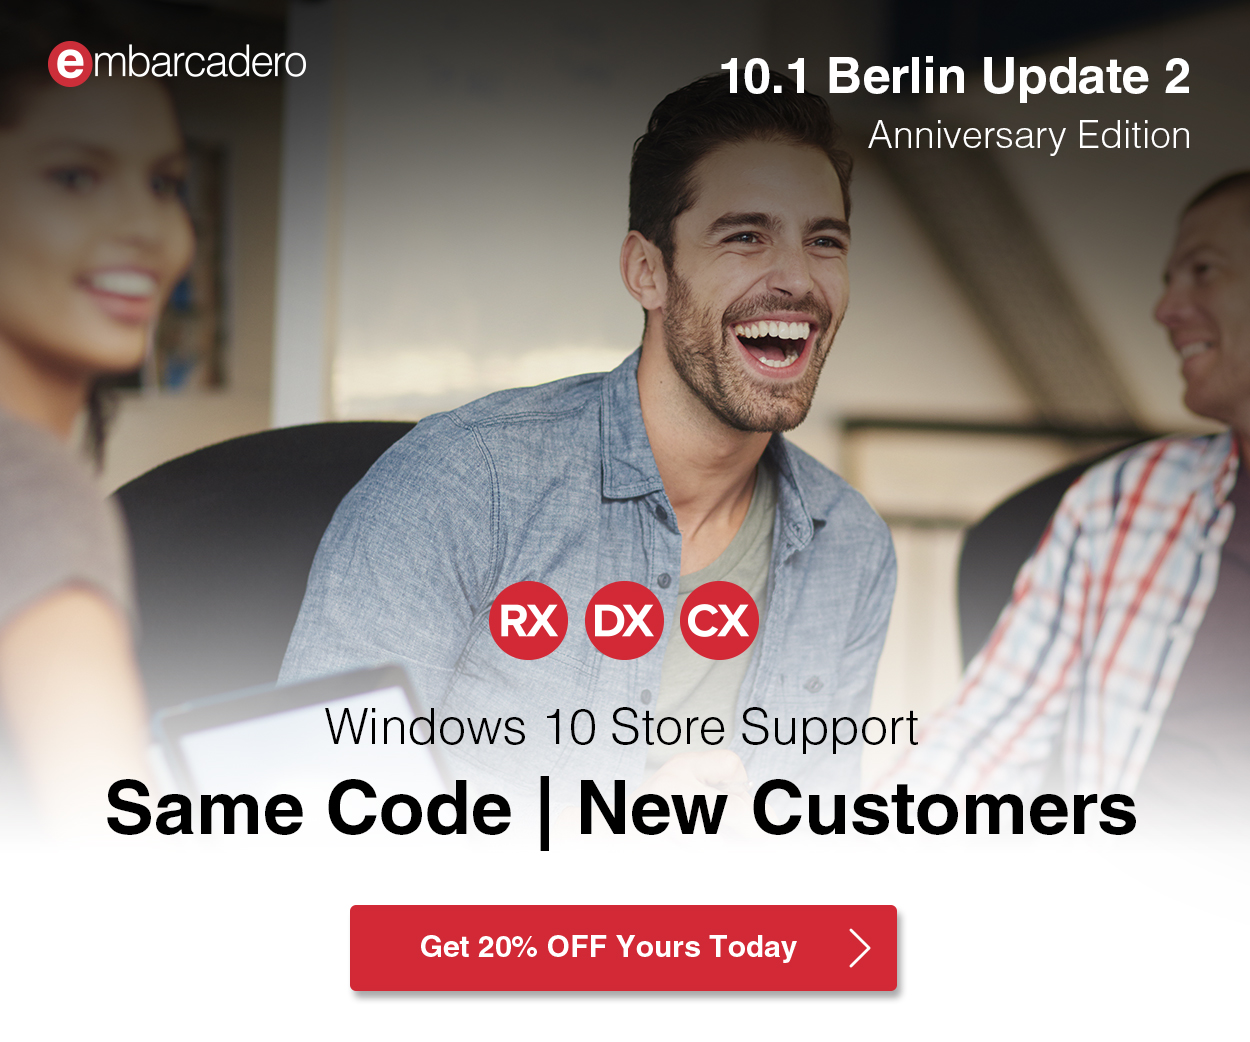 embarcadero
10.1 Berlin Update 2
Anniversary Edition
RX DX CX
Windows 10 Store Support
Same Code | New Customers
Get 20% OFF Yours Today